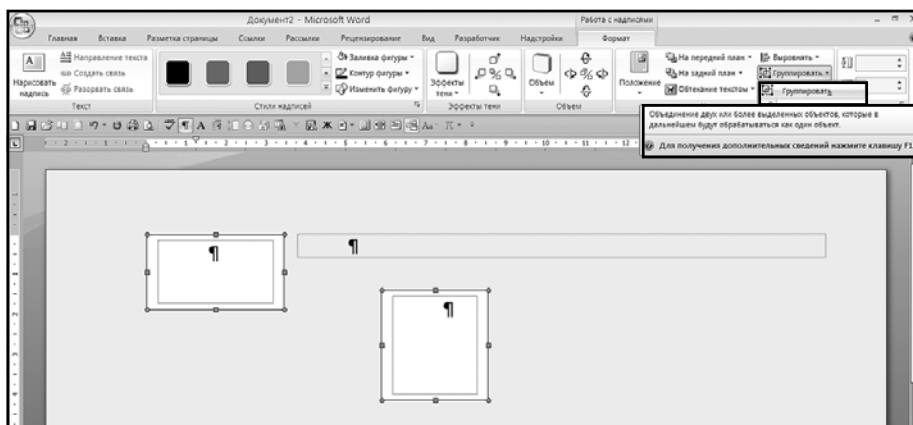 Документ2 - Microsoft Word
Работа с надписями
Главная Вставка Разметка страницы Ссылки Рассылки Рецензирование Вид Разработчик Надстройки Формат
Нарисовать надпись
Направление текста
Создать связь
Разорвать связь
Текст
Заливка фигуры
Контур фигуры
Изменить фигуру
Стили надписей
Эффекты тени
Эффекты тени
Объем
Объем
Положение
На передний план
На задний план
Обтекание текстом
Выровнять
Группировать
Группировать
Объединение двух или более выделенных объектов, которые в
дальнейшем будут обрабатываться как один объект.
Для получения дополнительных сведений нажмите клавишу F1
¶ ¶
¶